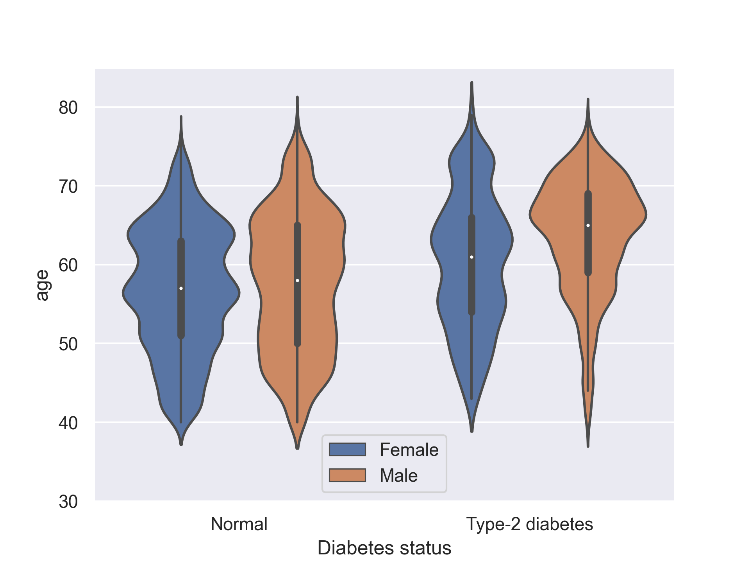 80
70
60
50
40
30
age
Female
Male
Normal
Type-2 diabetes
Diabetes status